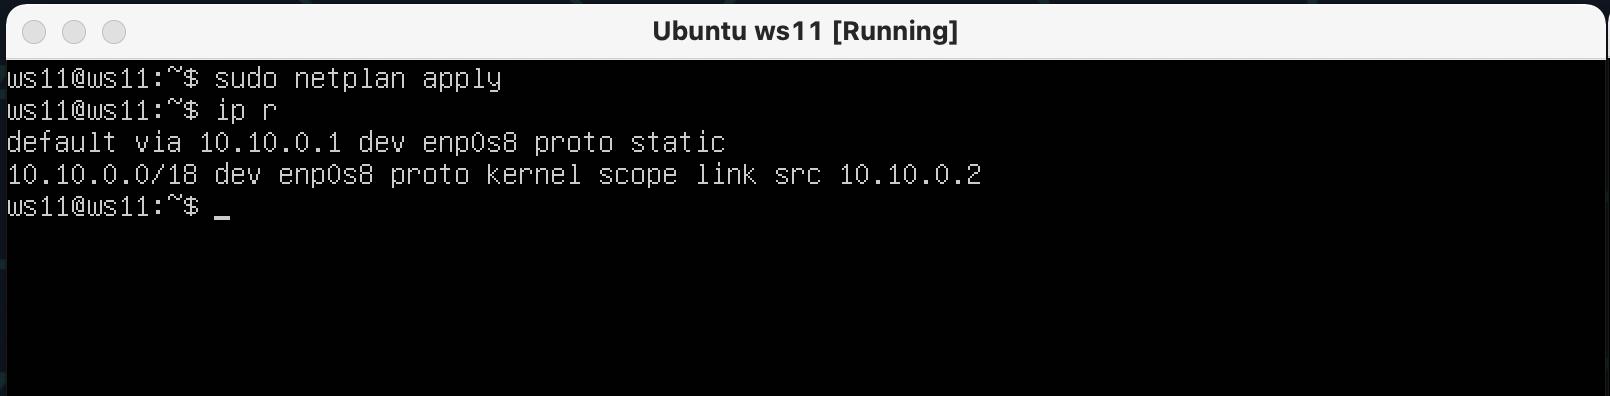 Ubuntu ws11 [Running]
ws11@ws11:~$ sudo netplan apply
ws11@ws11:~$ ip r
default via 10.10.0.1 dev enp0s8 proto static
10.10.0.0/18 dev enp0s8 proto kernel scope link src 10.10.0.2
ws11@ws11:~$ _